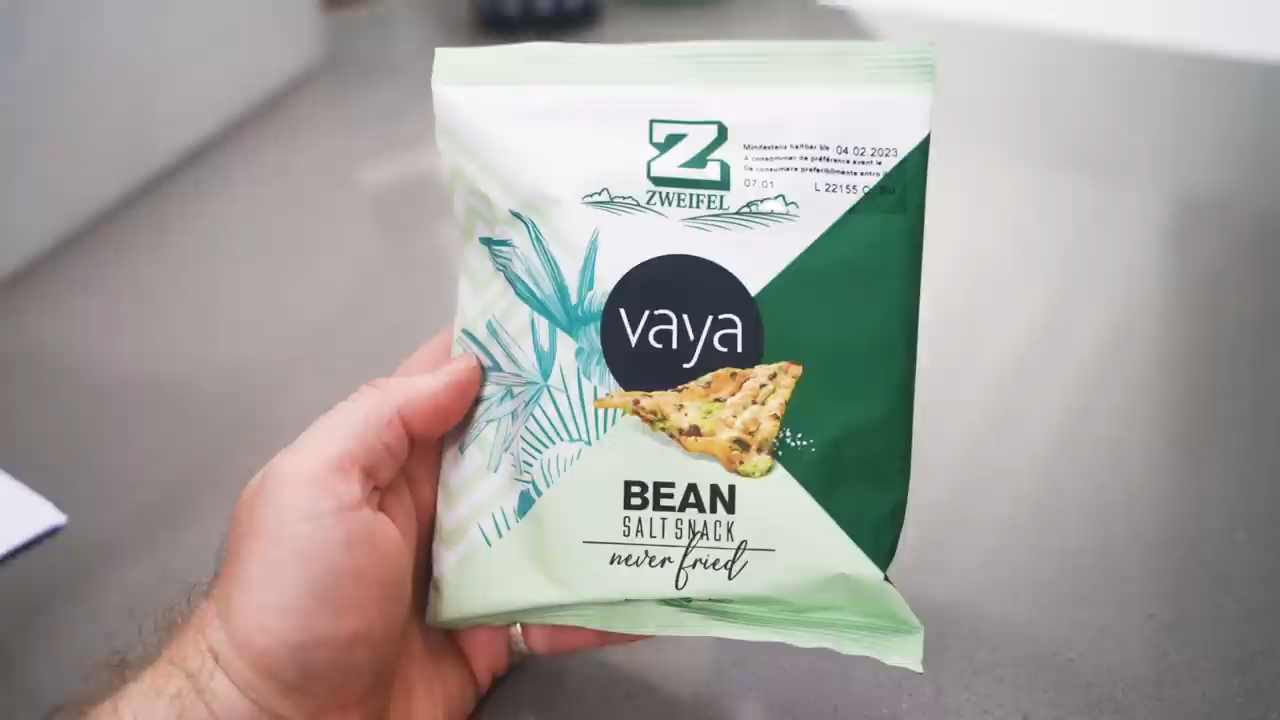 Z
ZWEIFEL
Mindestens haltbar bis 04.02.2023
A consommer de préférence avant le
Da consumare preferibilmente entro
07 01 L 22155
vaya
BEAN
SALT SNACK
never fried